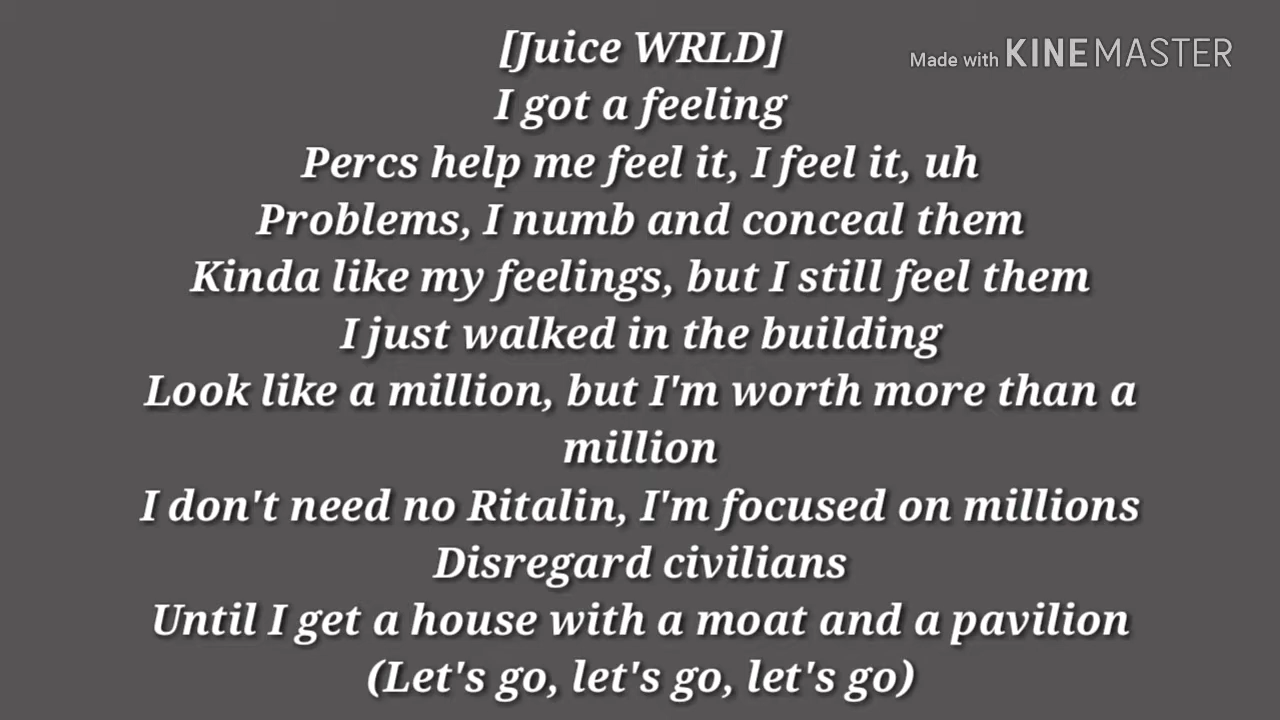 [Juice WRLD]
Made with KINEMASTER
I got a feeling
Percs help me feel it, I feel it, uh
Problems, I numb and conceal them
Kinda like my feelings, but I still feel them
I just walked in the building
Look like a million, but I'm worth more than a
million
I don't need no Ritalin, I'm focused on millions
Disregard civilians
Until I get a house with a moat and a pavilion
(Let's go, let's go, let's go)